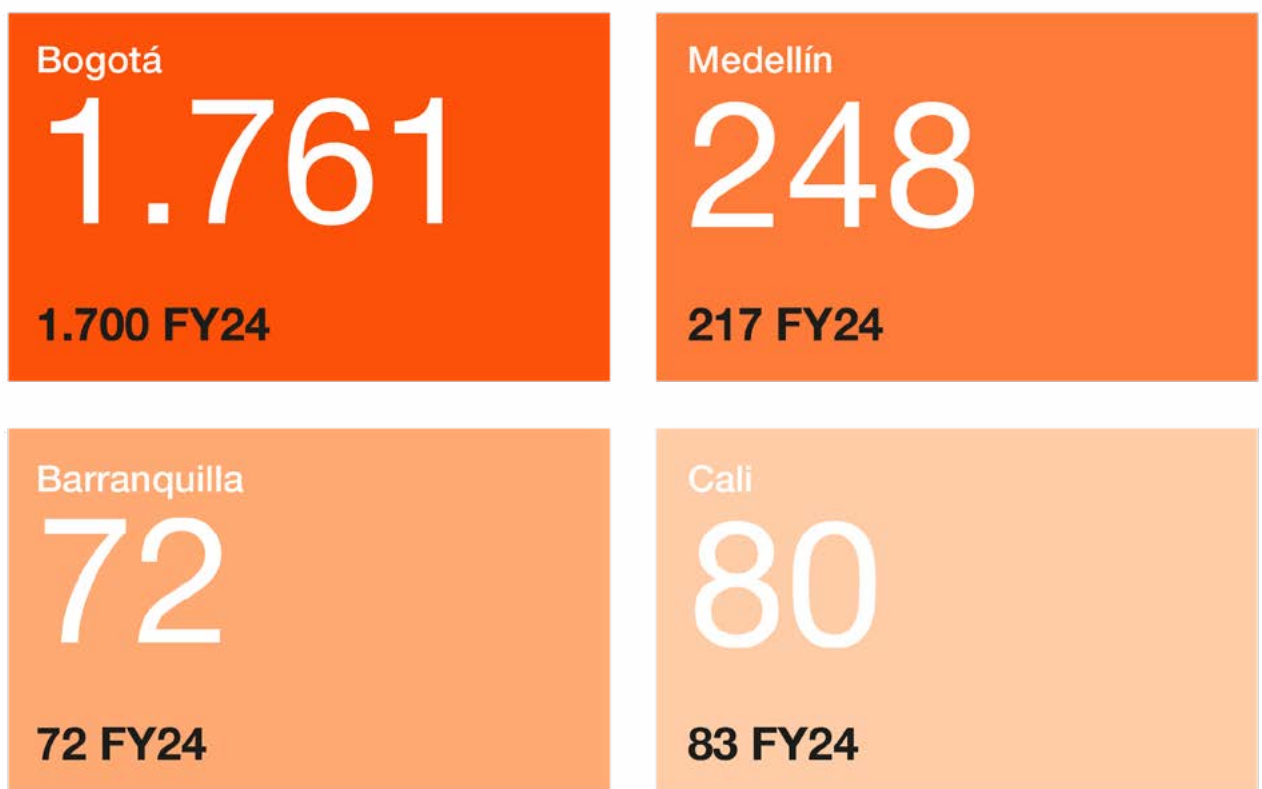 Bogotá
1.761
1.700 FY24
Medellín
248
217 FY24
Barranquilla
72
72 FY24
Cali
80
83 FY24